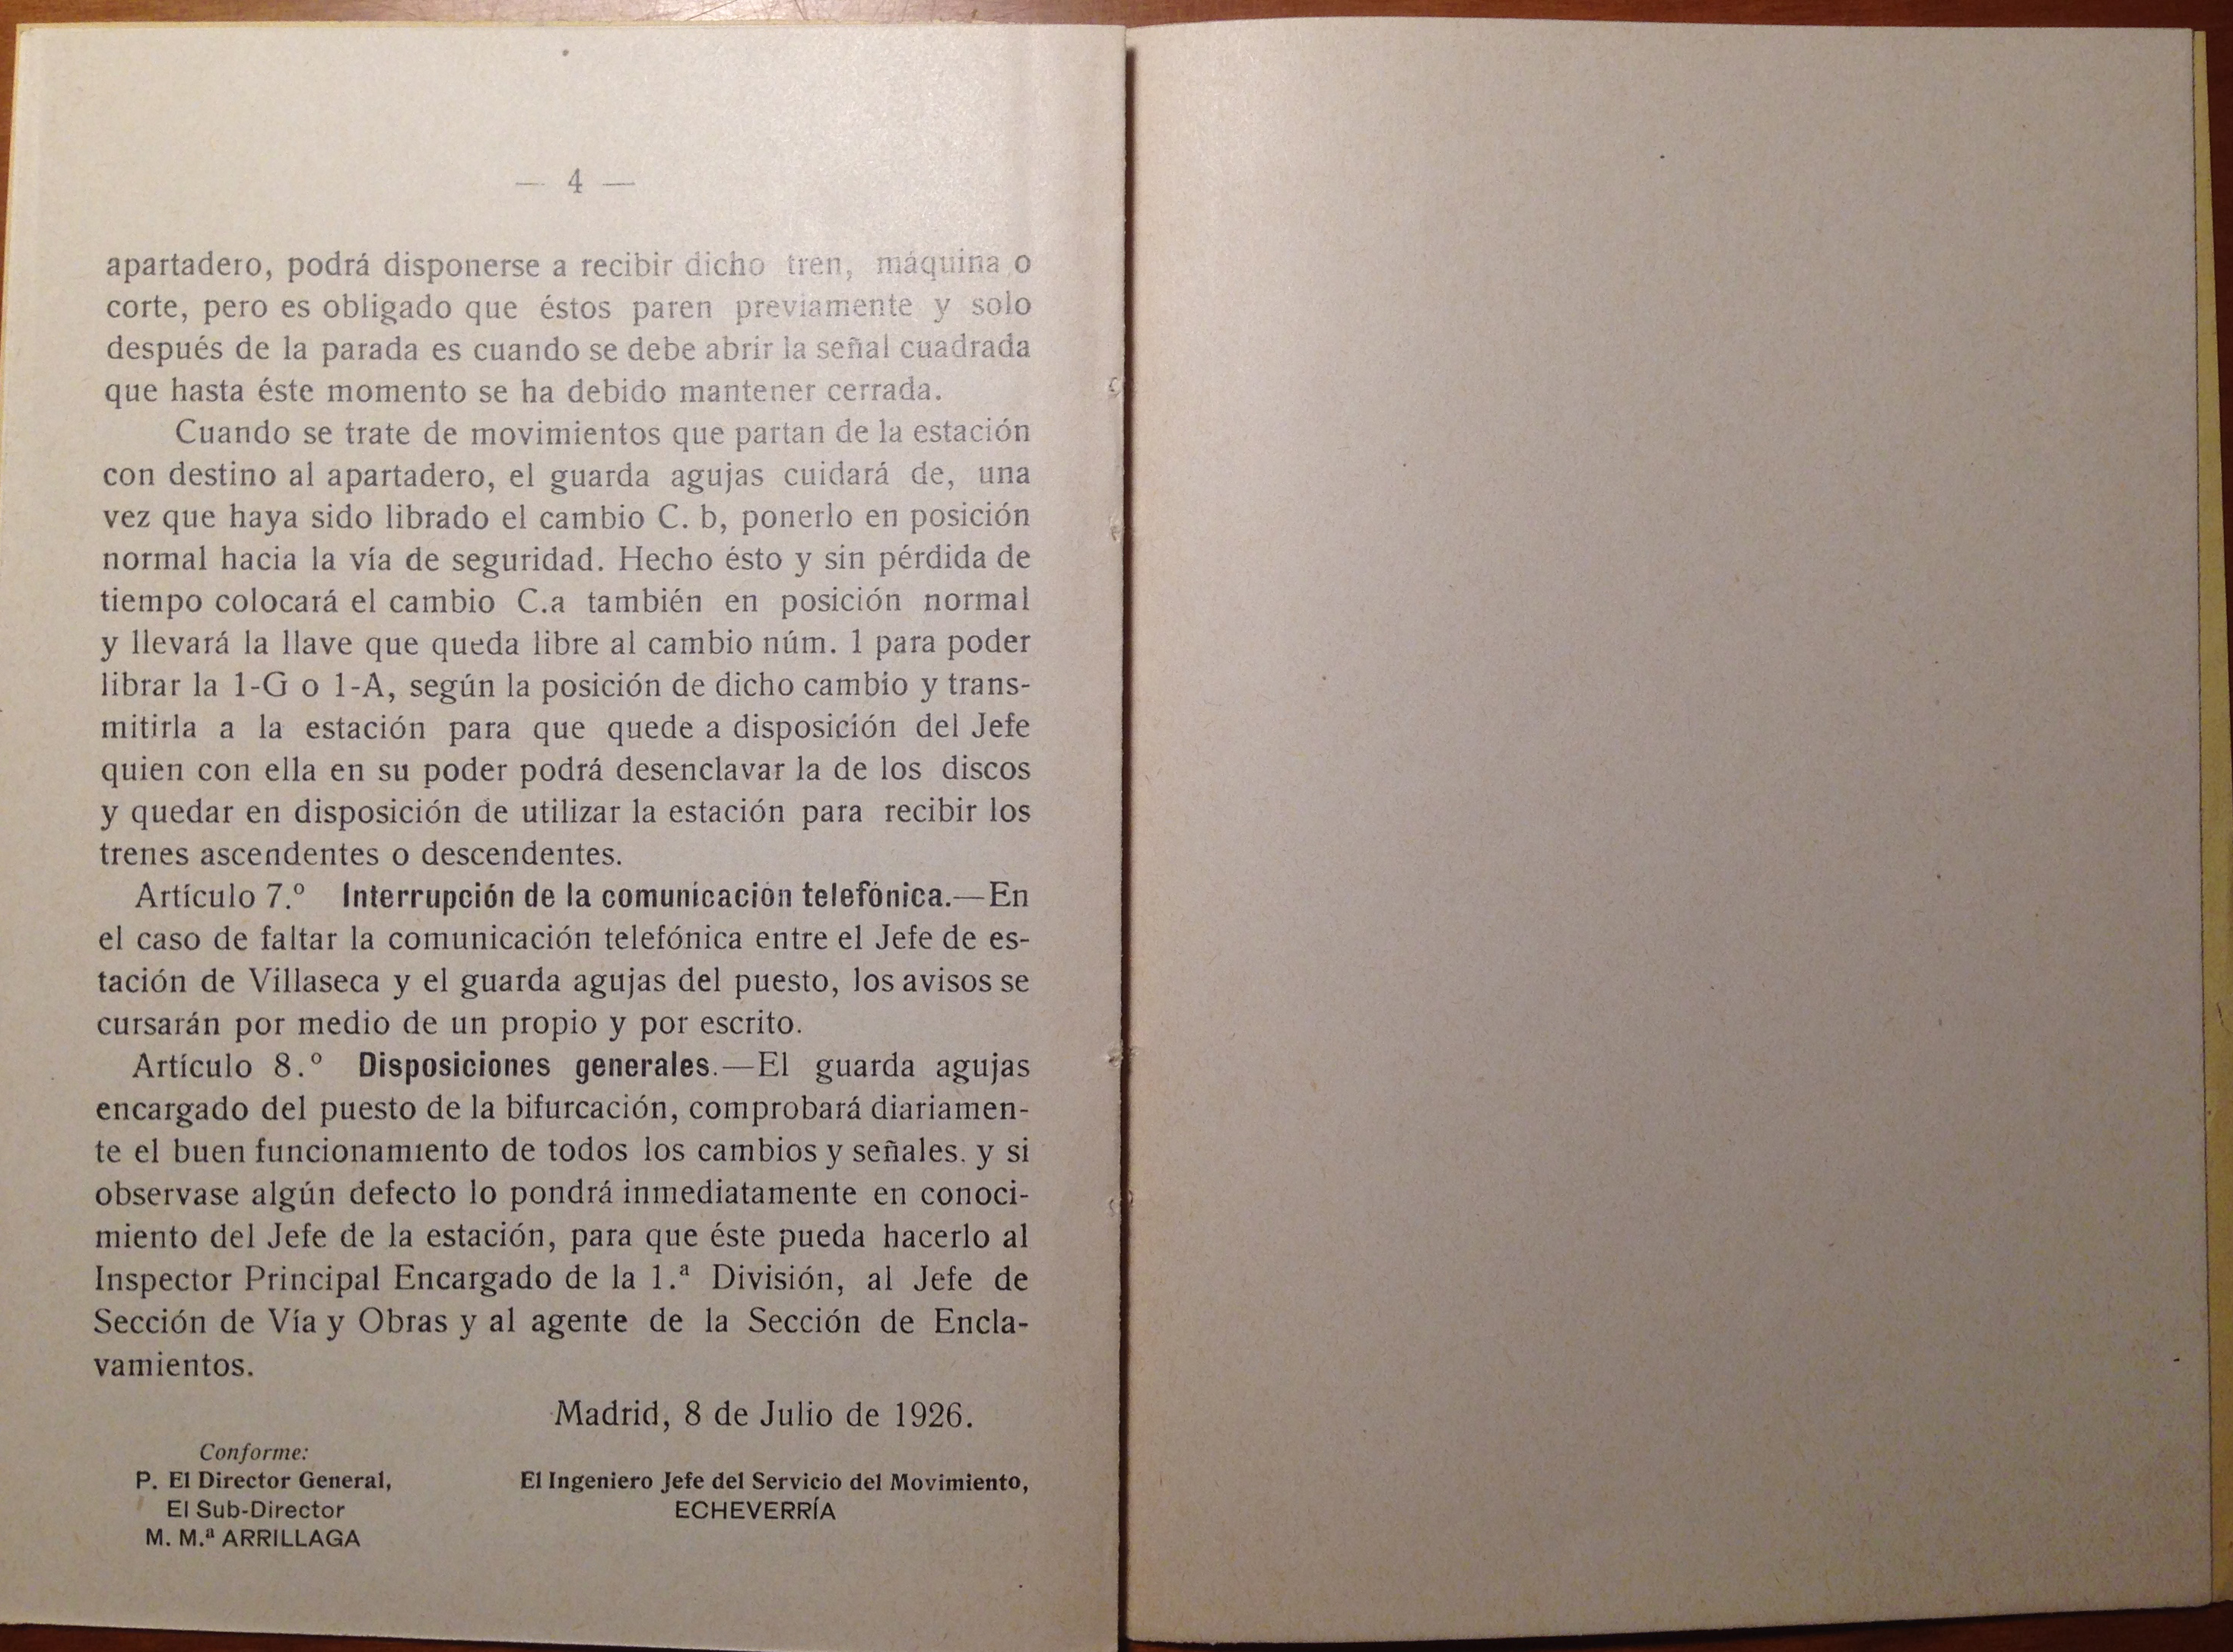 — 4 —
apartadero, podrá disponerse a recibir dicho tren, máquina o
corte, pero es obligado que éstos paren previamente y solo
después de la parada es cuando se debe abrir la señal cuadrada
que hasta éste momento se ha debido mantener cerrada.
Cuando se trate de movimientos que partan de la estación
con destino al apartadero, el guarda agujas cuidará de, una
vez que haya sido librado el cambio C. b, ponerlo en posición
normal hacia la vía de seguridad. Hecho ésto y sin pérdida de
tiempo colocará el cambio C.a también en posición normal
y llevará la llave que queda libre al cambio núm. 1 para poder
librar la 1-G o 1-A, según la posición de dicho cambio y trans-
mitirla a la estación para que quede a disposición del Jefe
quien con ella en su poder podrá desenclavar la de los discos
y quedar en disposición de utilizar la estación para recibir los
trenes ascendentes o descendentes.
Artículo 7.º Interrupción de la comunicación telefónica.—En
el caso de faltar la comunicación telefónica entre el Jefe de es-
tación de Villaseca y el guarda agujas del puesto, los avisos se
cursarán por medio de un propio y por escrito.
Artículo 8.º Disposiciones generales.—El guarda agujas
encargado del puesto de la bifurcación, comprobará diariamen-
te el buen funcionamiento de todos los cambios y señales. y si
observase algún defecto lo pondrá inmediatamente en conoci-
miento del Jefe de la estación, para que éste pueda hacerlo al
Inspector Principal Encargado de la 1.ª División, al Jefe de
Sección de Vía y Obras y al agente de la Sección de Encla-
vamientos.
Madrid, 8 de Julio de 1926.
Conforme:
P. El Director General,
El Sub-Director
M. M.ª ARRILLAGA
El Ingeniero Jefe del Servicio del Movimiento,
ECHEVERRÍA